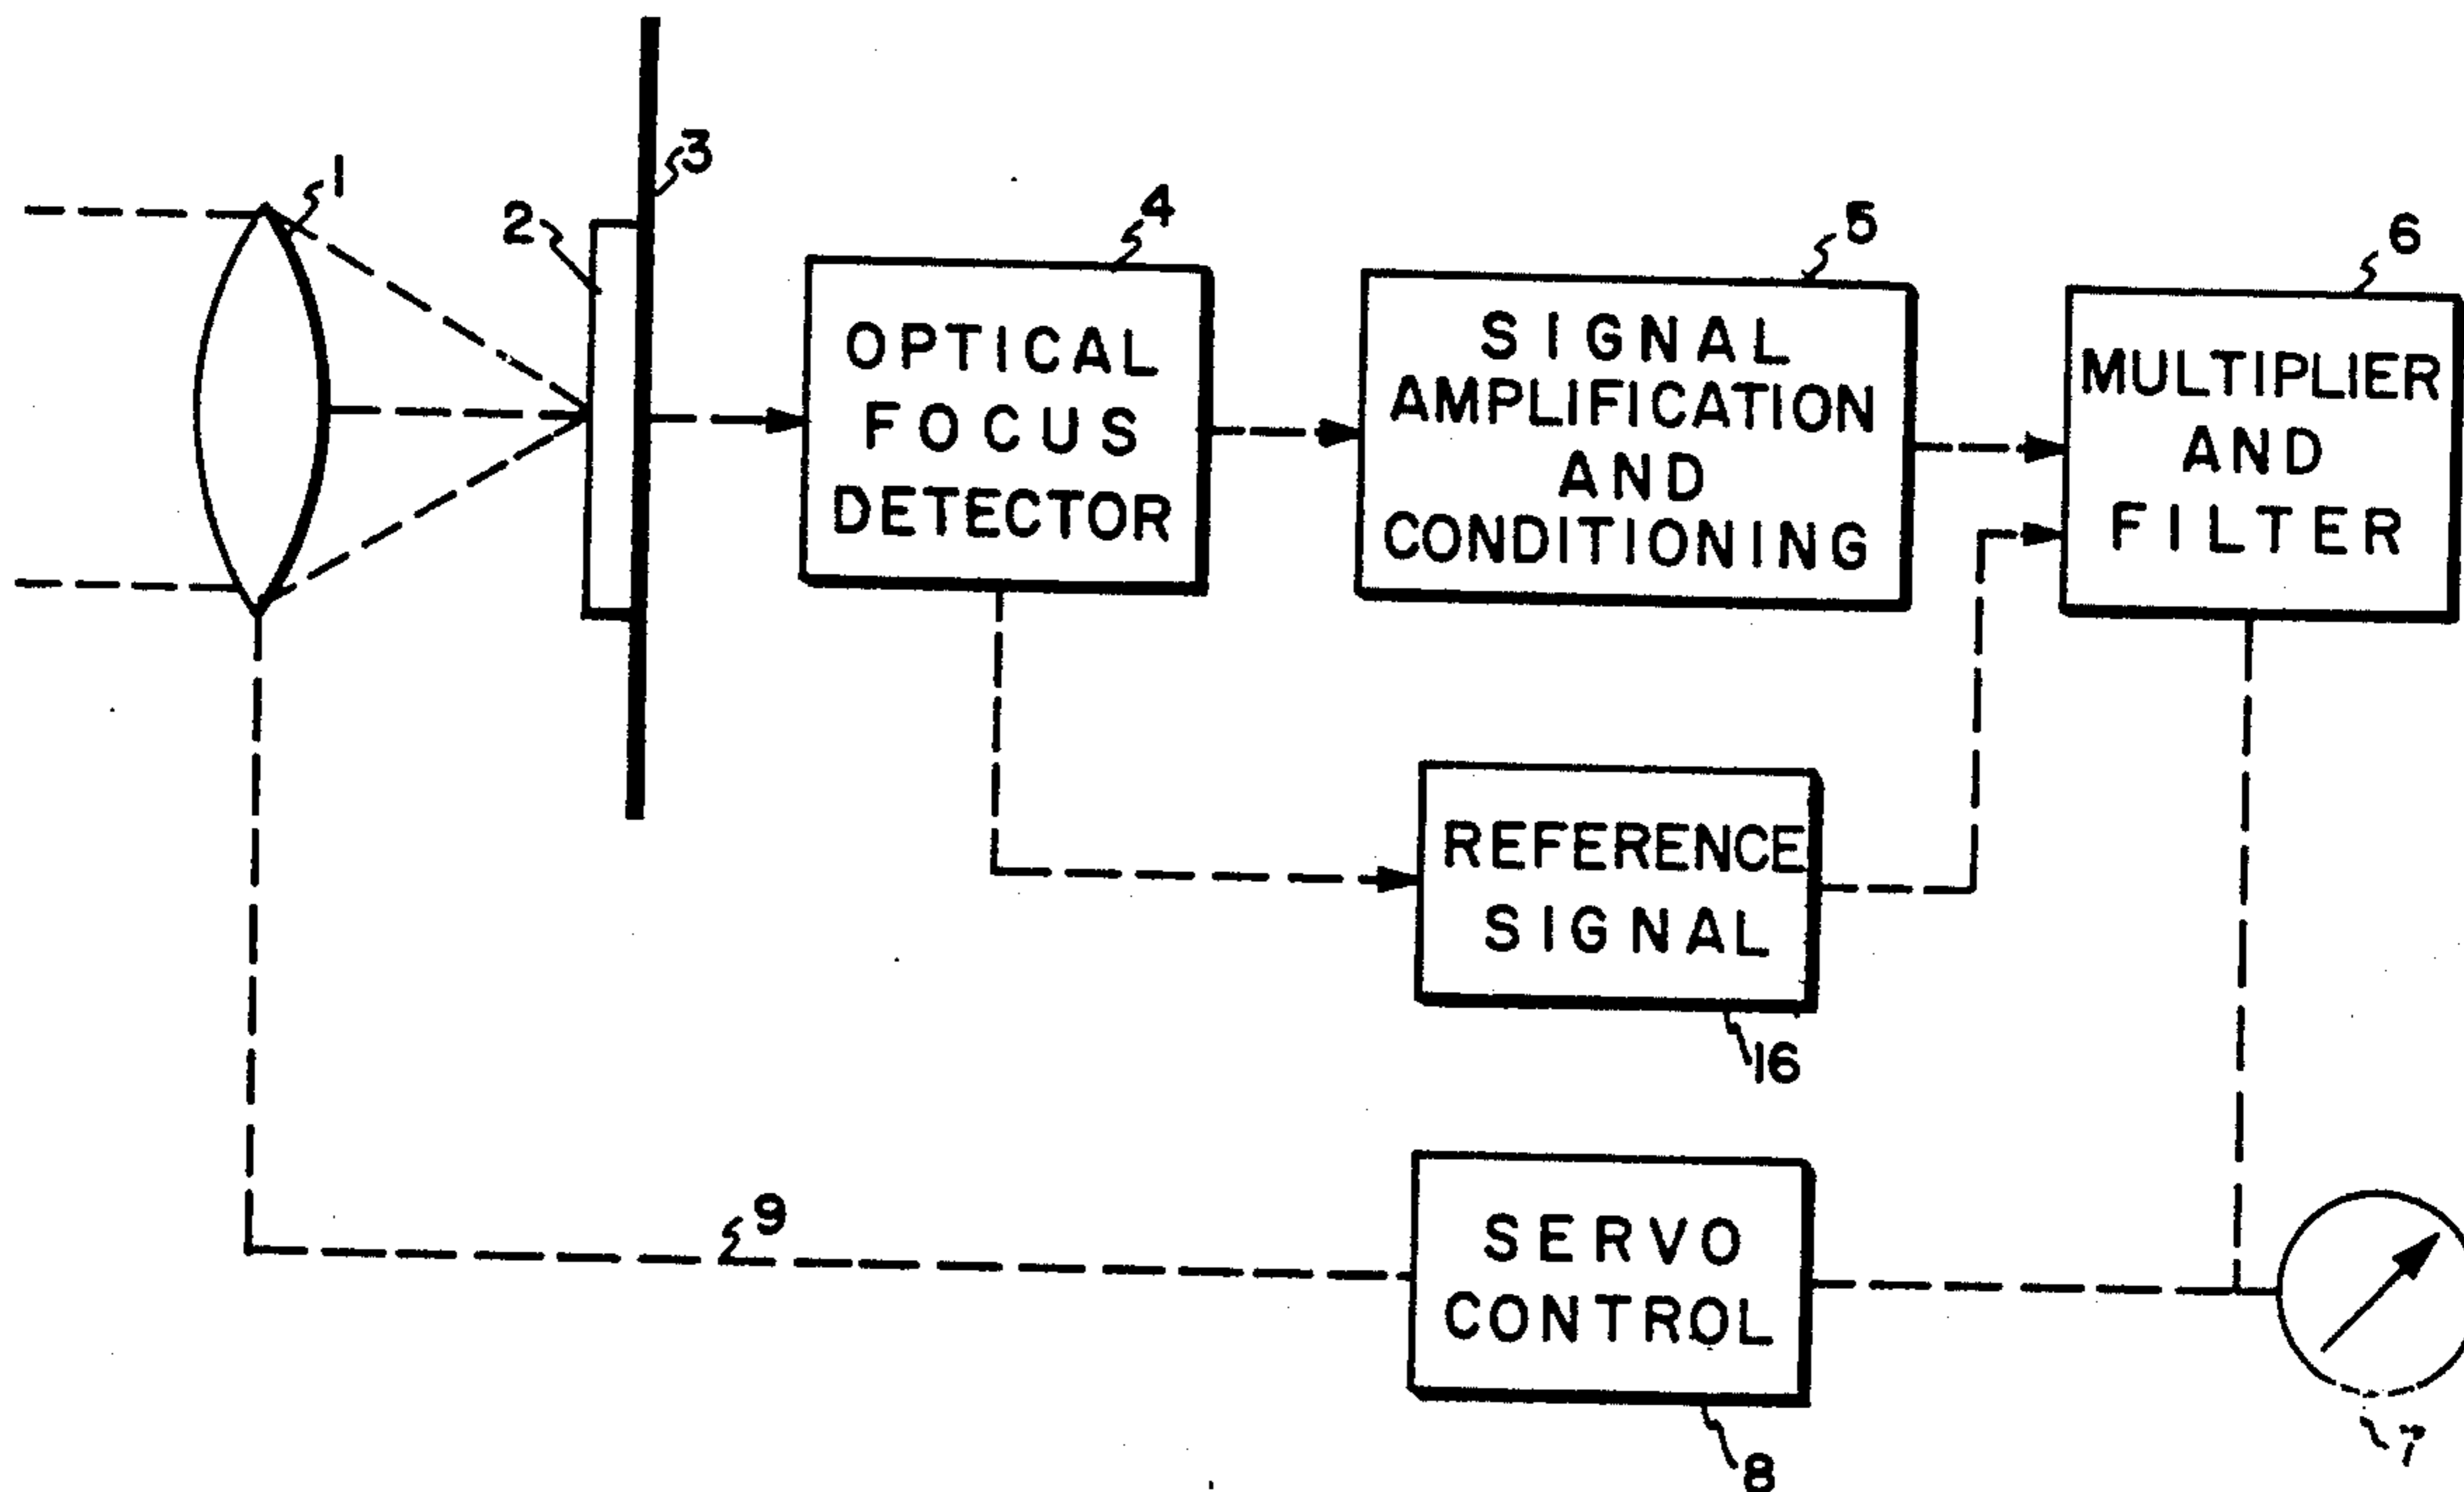 1
2
3
4
OPTICAL
FOCUS
DETECTOR
5
SIGNAL
AMPLIFICATION
AND
CONDITIONING
6
MULTIPLIER
AND
FILTER
REFERENCE
SIGNAL
16
9
SERVO
CONTROL
8
7